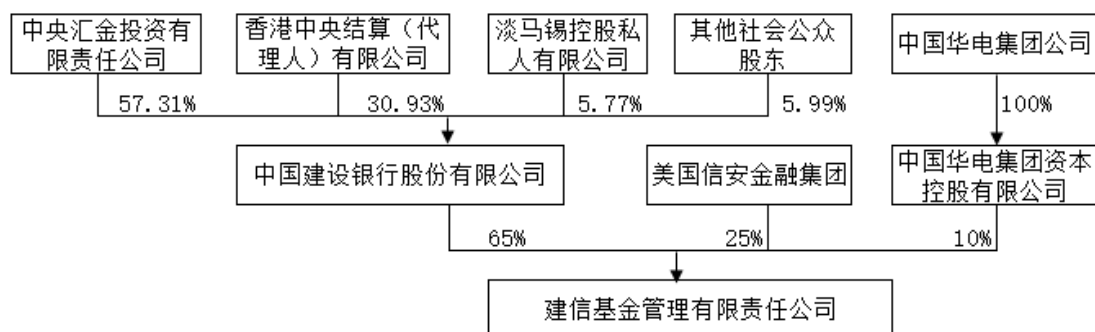 中央汇金投资有
限责任公司
香港中央结算（代
理人）有限公司
淡马锡控股私
人有限公司
其他社会公众
股东
中国华电集团公司
57.31%
30.93%
5.77%
5.99%
100%
中国建设银行股份有限公司
美国信安金融集团
中国华电集团资本
控股有限公司
65%
25%
10%
建信基金管理有限责任公司